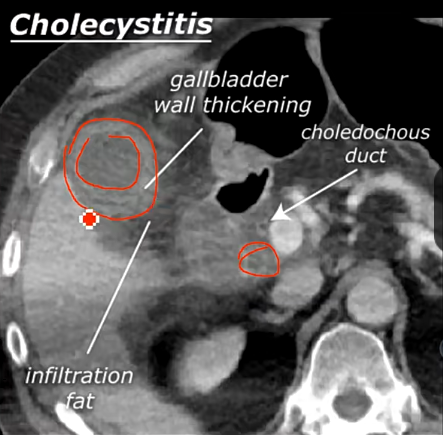 Cholecystitis
gallbladder
wall thickening
choledochous
duct
infiltration
fat